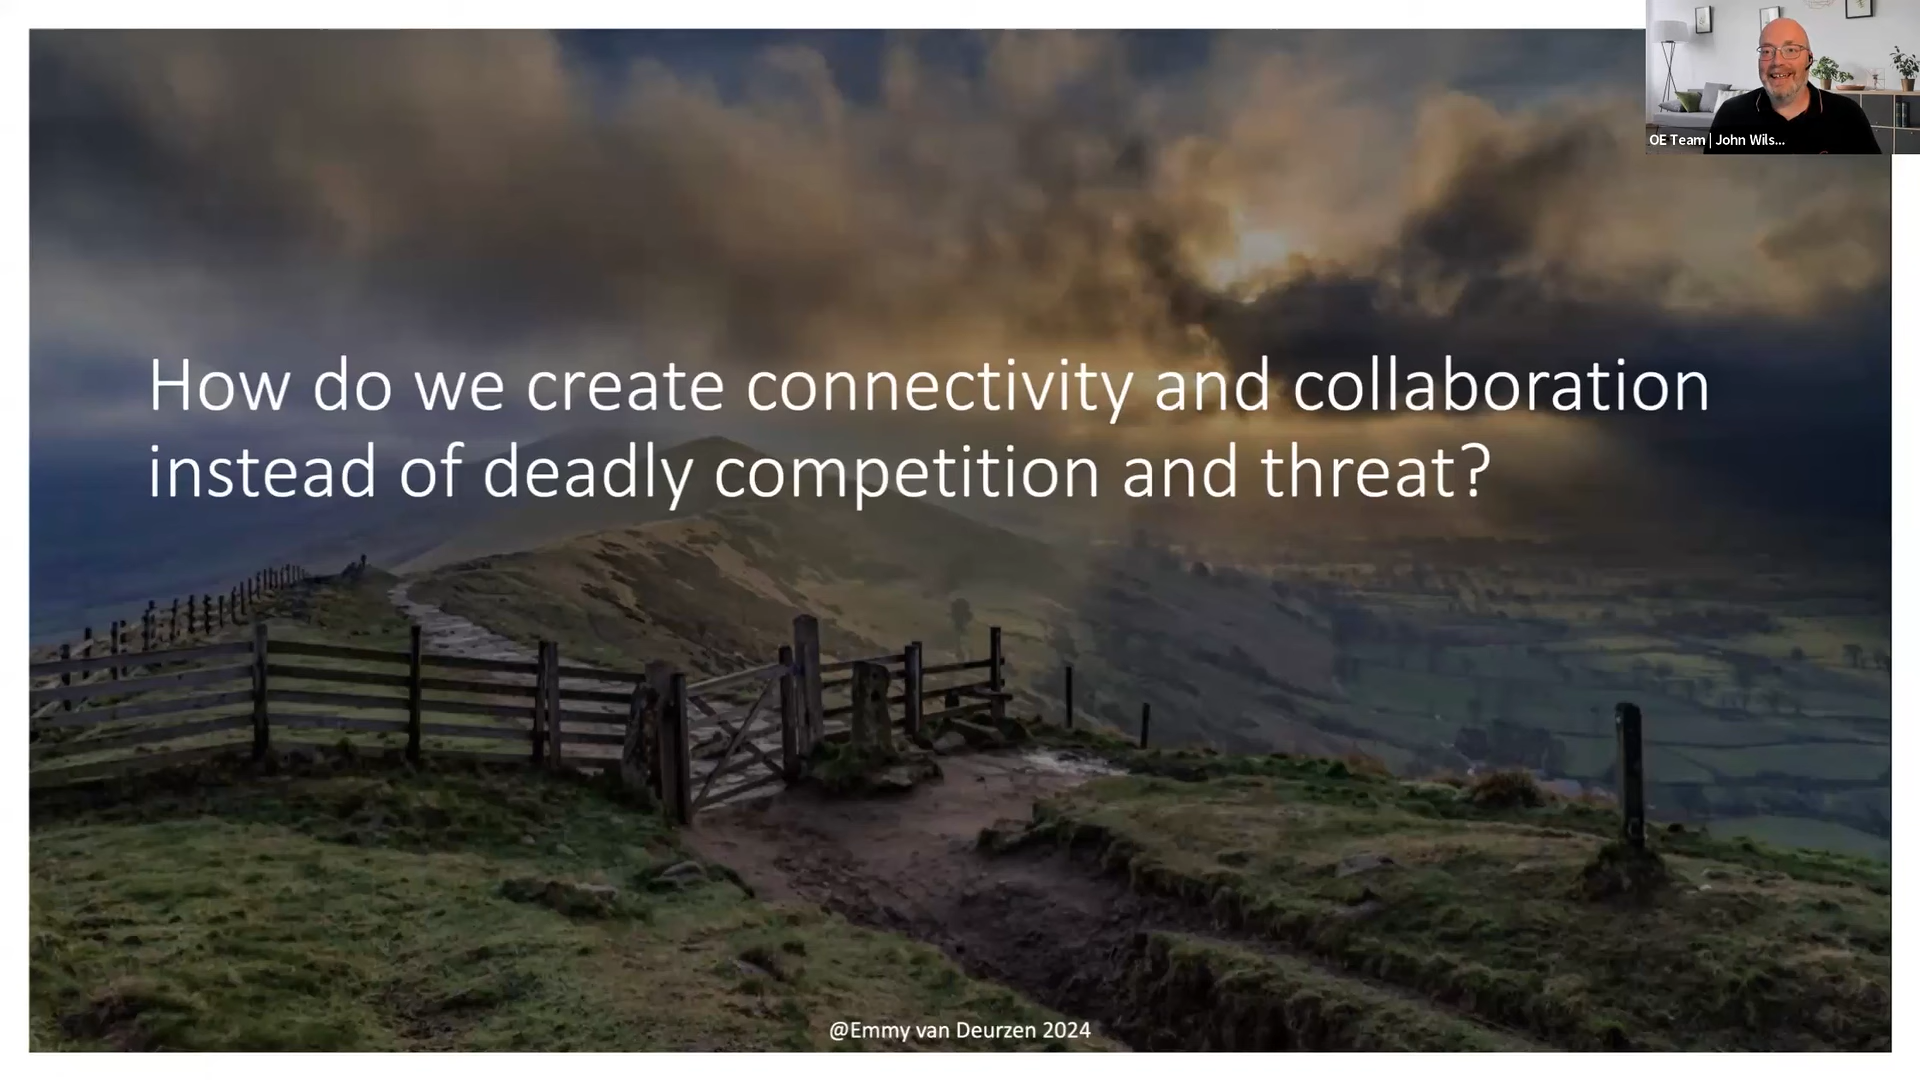 OE Team | John Wils...
How do we create connectivity and collaboration
instead of deadly competition and threat?
@Emmy van Deurzen 2024